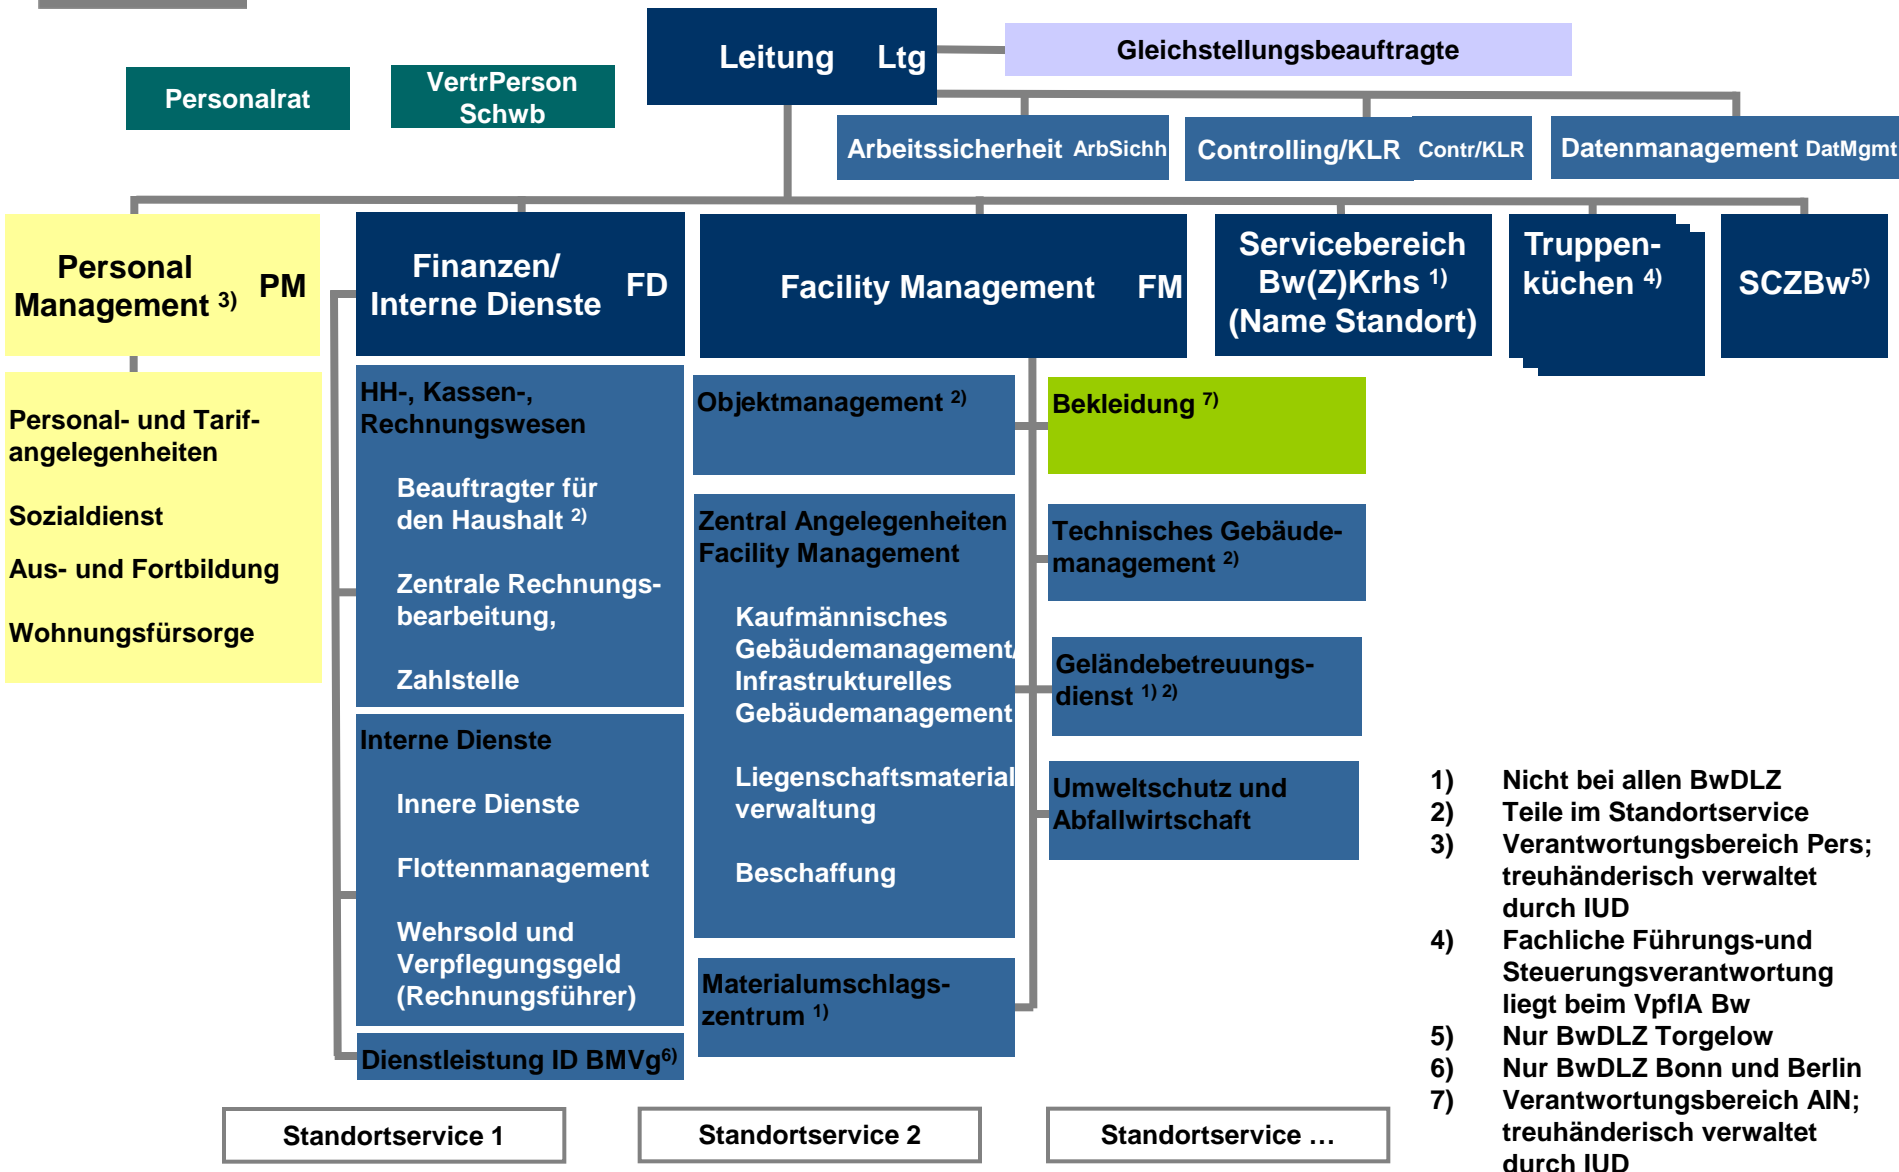 Leitung Ltg
Gleichstellungsbeauftragte
Personalrat
VertrPerson
Schwb
Arbeitssicherheit ArbSichh
Controlling/KLR Contr/KLR
Datenmanagement DatMgmt
Personal
Management 3) PM
Finanzen/
Interne Dienste FD
Facility Management FM
Servicebereich
Bw(Z)Krhs 1)
(Name Standort)
Truppen-
küchen 4)
SCZBw5)
Personal- und Tarif-
angelegenheiten
Sozialdienst
Aus- und Fortbildung
Wohnungsfürsorge
HH-, Kassen-,
Rechnungswesen
Beauftragter für
den Haushalt 2)
Zentrale Rechnungs-
bearbeitung,
Zahlstelle
Interne Dienste
Innere Dienste
Flottenmanagement
Wehrsold und
Verpflegungsgeld
(Rechnungsführer)
Dienstleistung ID BMVg6)
Objektmanagement 2)
Zentral Angelegenheiten
Facility Management
Kaufmännisches
Gebäudemanagement/
Infrastrukturelles
Gebäudemanagement
Liegenschaftsmaterial
verwaltung
Beschaffung
Materialumschlags-
zentrum 1)
Bekleidung 7)
Technisches Gebäude-
management 2)
Geländebetreuungs-
dienst 1) 2)
Umweltschutz und
Abfallwirtschaft
1) Nicht bei allen BwDLZ
2) Teile im Standortservice
3) Verantwortungsbereich Pers;
treuhänderisch verwaltet
durch IUD
4) Fachliche Führungs-und
Steuerungsverantwortung
liegt beim VpflA Bw
5) Nur BwDLZ Torgelow
6) Nur BwDLZ Bonn und Berlin
7) Verantwortungsbereich AIN;
treuhänderisch verwaltet
durch IUD
Standortservice 1
Standortservice 2
Standortservice …